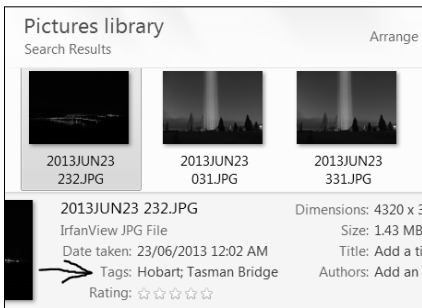 Pictures library
Search Results
Arrange
2013JUN23
232.JPG
2013JUN23
031.JPG
2013JUN23
331.JPG
2013JUN23 232.JPG
IrfanView JPG File
Date taken: 23/06/2013 12:02 AM
Tags: Hobart; Tasman Bridge
Rating:
Dimensions: 4320 x 3
Size: 1.43 MB
Title: Add a ti
Authors: Add an